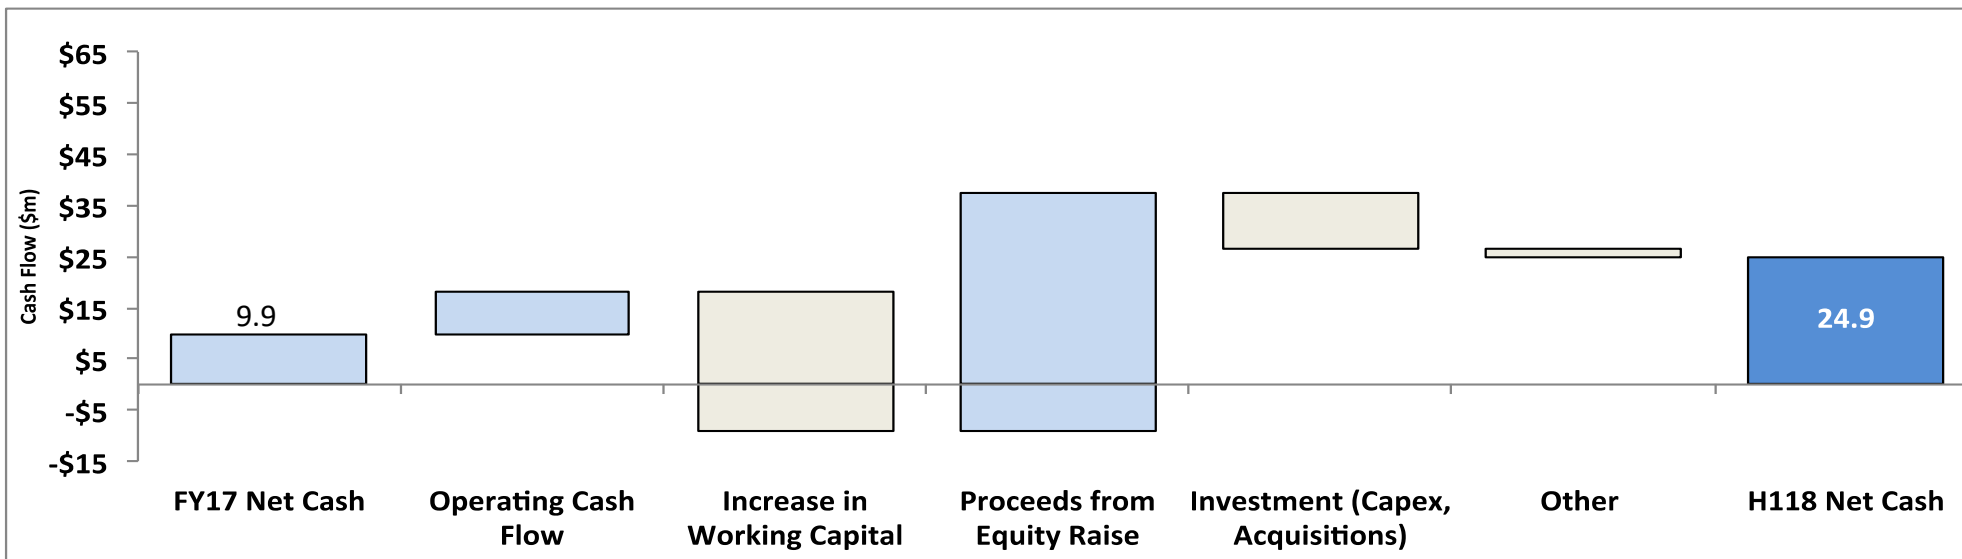 $65
$55
$45
$35
$25
$15
$5
-$5
-$15
Cash Flow ($m)
9.9
24.9
FY17 Net Cash
Operating Cash
Flow
Increase in
Working Capital
Proceeds from
Equity Raise
Investment (Capex,
Acquisitions)
Other
H118 Net Cash